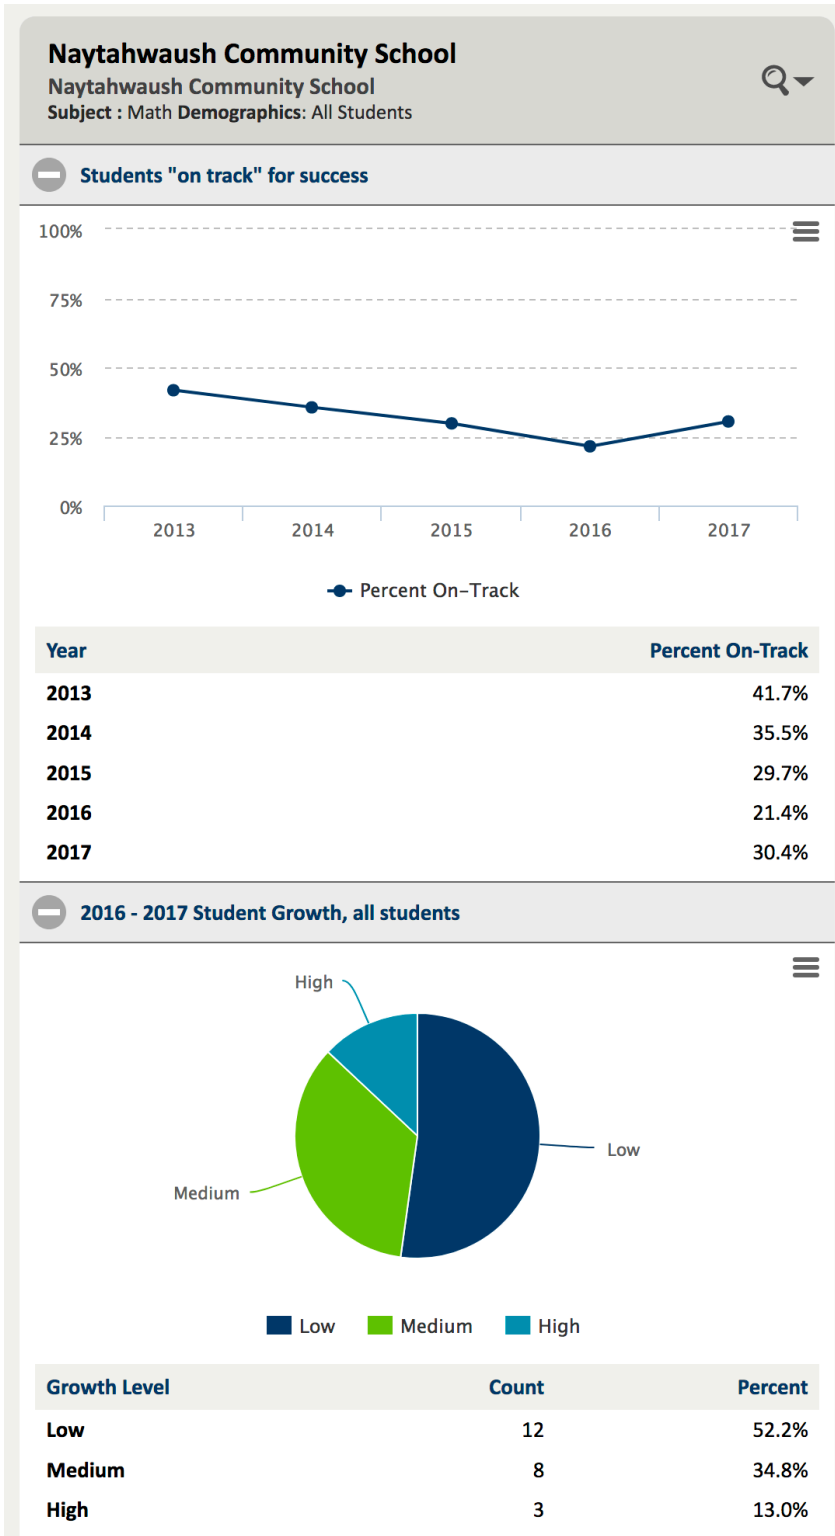 Naytahwaush Community School
Naytahwaush Community School
Subject : Math Demographics: All Students
Students "on track" for success
100%
75%
50%
25%
0%
2013 2014 2015 2016 2017
Percent On-Track
Year Percent On-Track
2013 41.7%
2014 35.5%
2015 29.7%
2016 21.4%
2017 30.4%
2016 - 2017 Student Growth, all students
High
Low
Medium
Low Medium High
Growth Level Count Percent
Low 12 52.2%
Medium 8 34.8%
High 3 13.0%